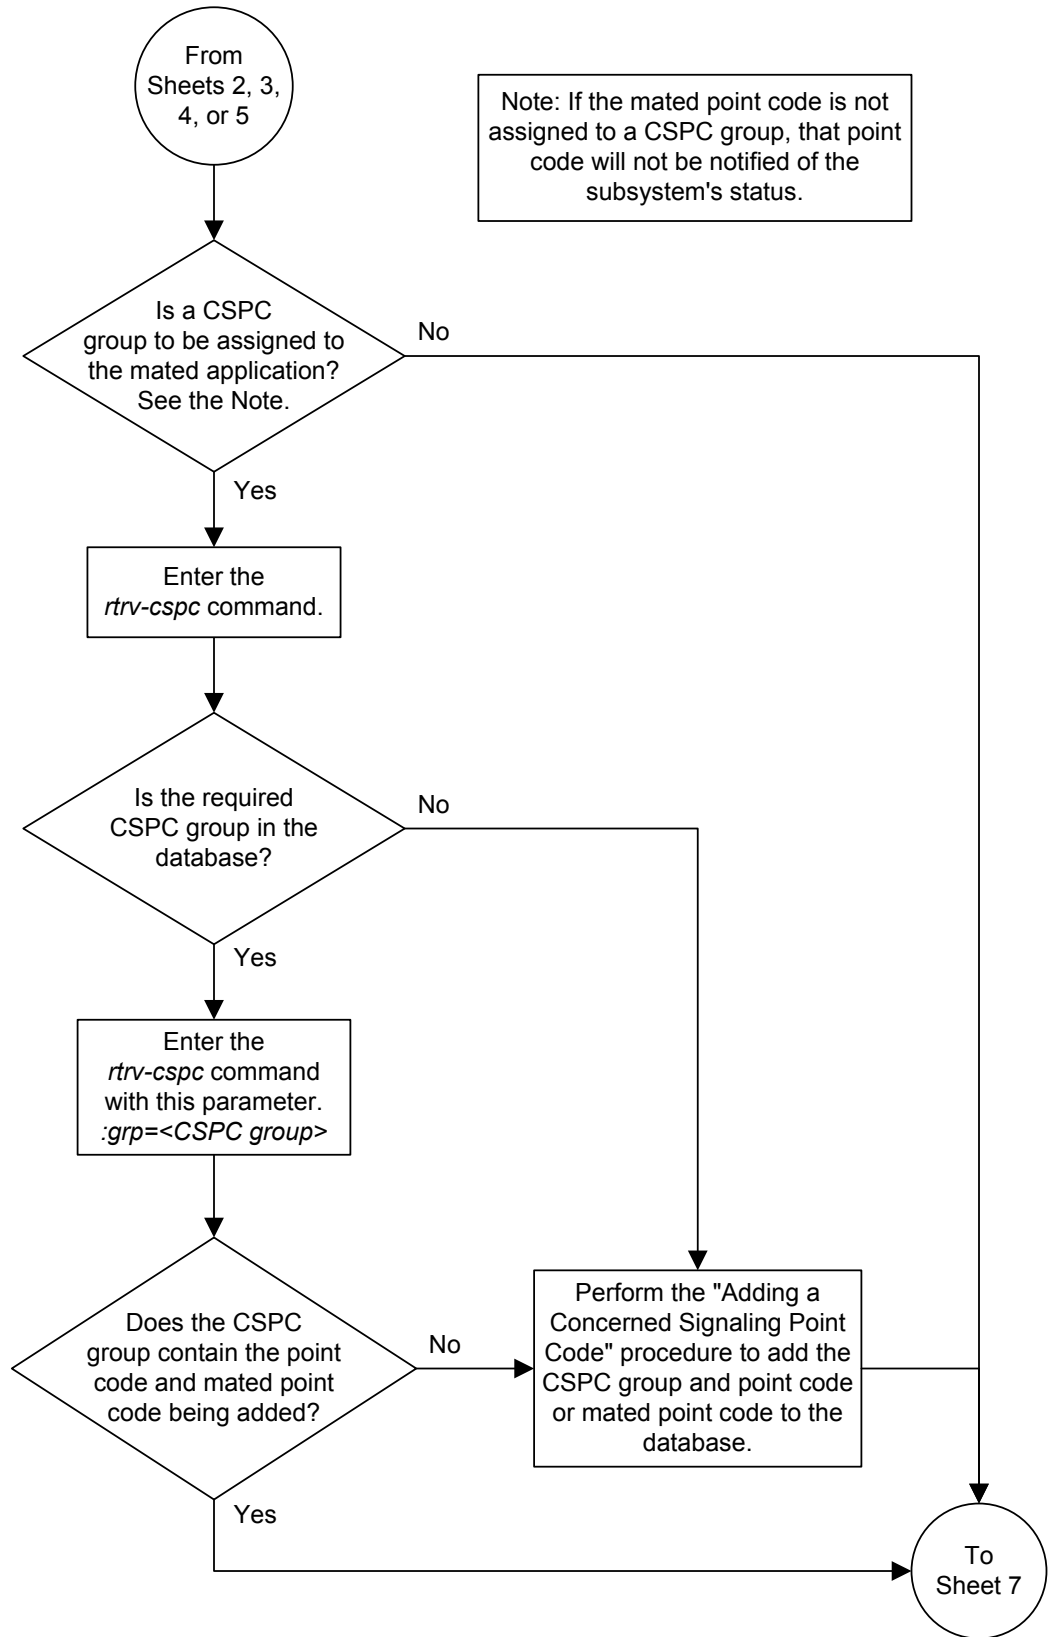 From
Sheets 2, 3,
4, or 5
Note: If the mated point code is not
assigned to a CSPC group, that point
code will not be notified of the
subsystem's status.
Is a CSPC
group to be assigned to
the mated application?
See the Note.
No
Yes
Enter the
rtrv-cspc command.
Is the required
CSPC group in the
database?
No
Yes
Enter the
rtrv-cspc command
with this parameter.
:grp=<CSPC group>
Does the CSPC
group contain the point
code and mated point
code being added?
No
Perform the "Adding a
Concerned Signaling Point
Code" procedure to add the
CSPC group and point code
or mated point code to the
database.
Yes
To
Sheet 7